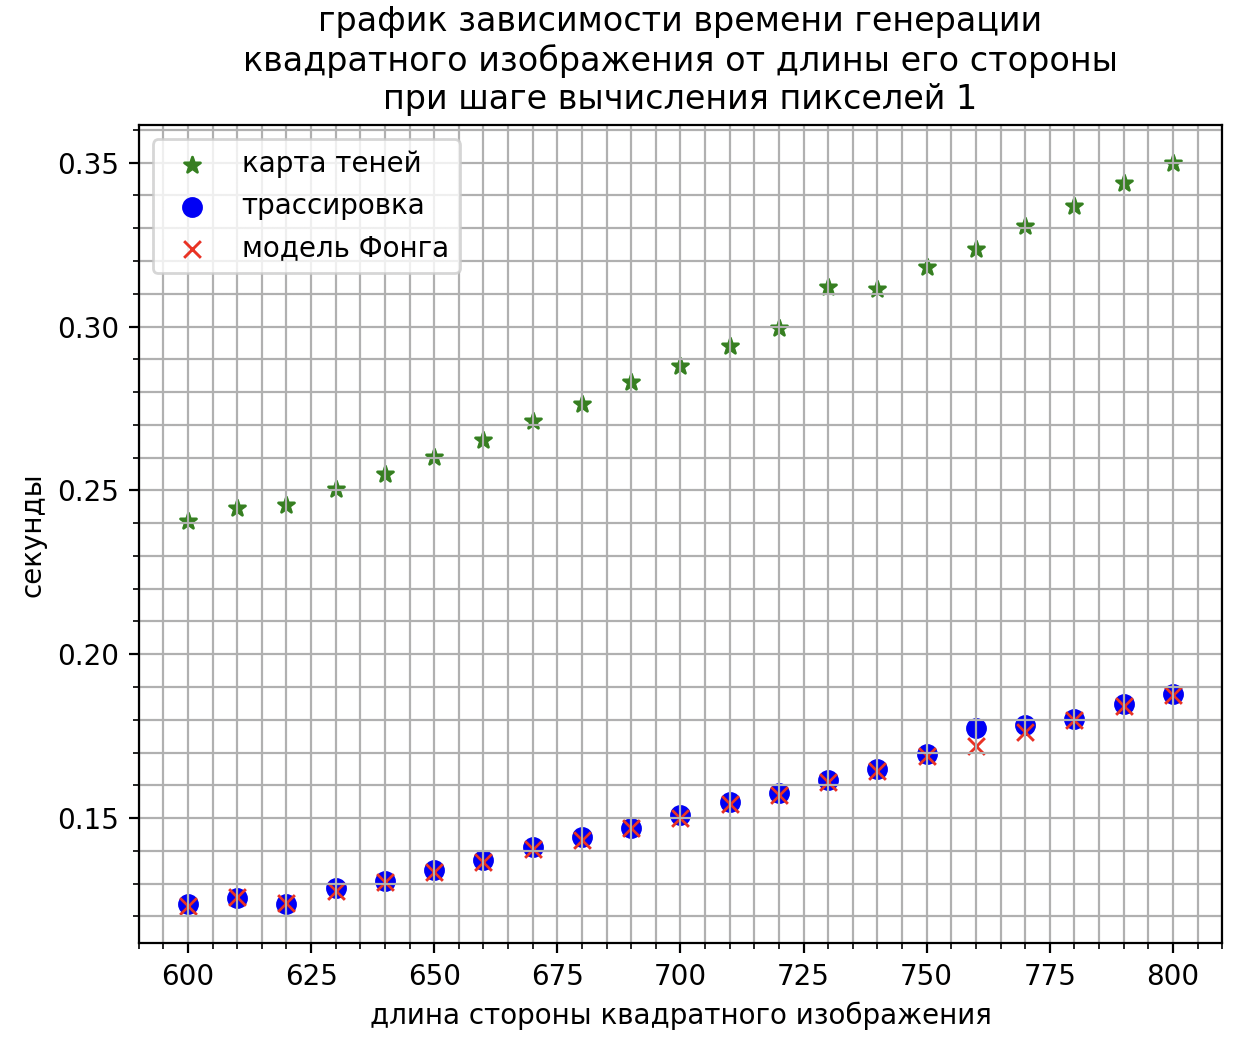 график зависимости времени генерации
квадратного изображения от длины его стороны
при шаге вычисления пикселей 1
карта теней
трассировка
модель Фонга
0.35
0.30
0.25
0.20
0.15
секунды
600 625 650 675 700 725 750 775 800
длина стороны квадратного изображения